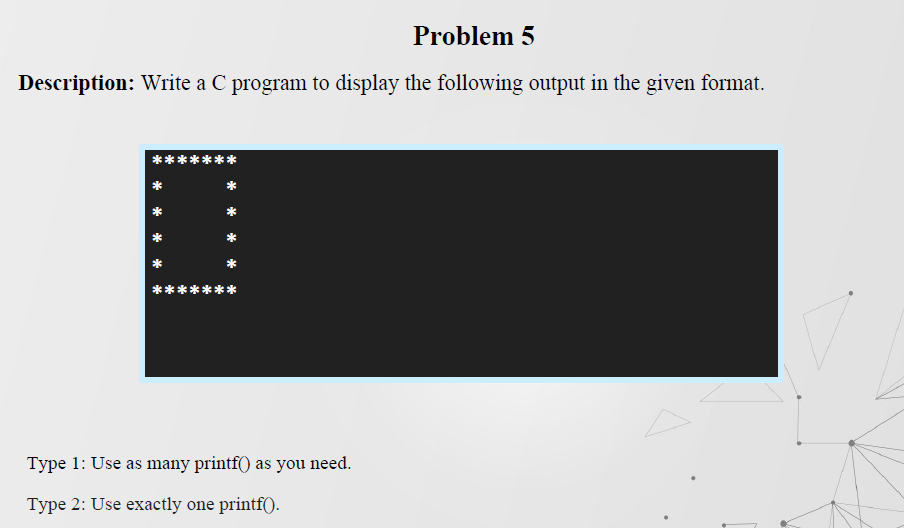 Problem 5
Description: Write a C program to display the following output in the given format.
*******
*     *
*     *
*     *
*     *
*******
Type 1: Use as many printf() as you need.
Type 2: Use exactly one printf().